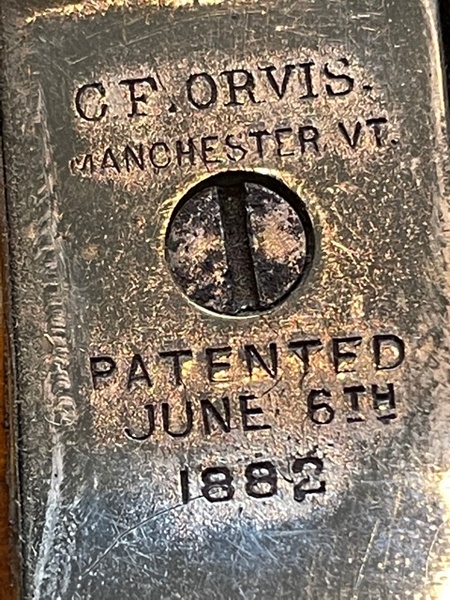 C.F. ORVIS.
MANCHESTER, VT.
PATENTED
JUNE 6TH
1882